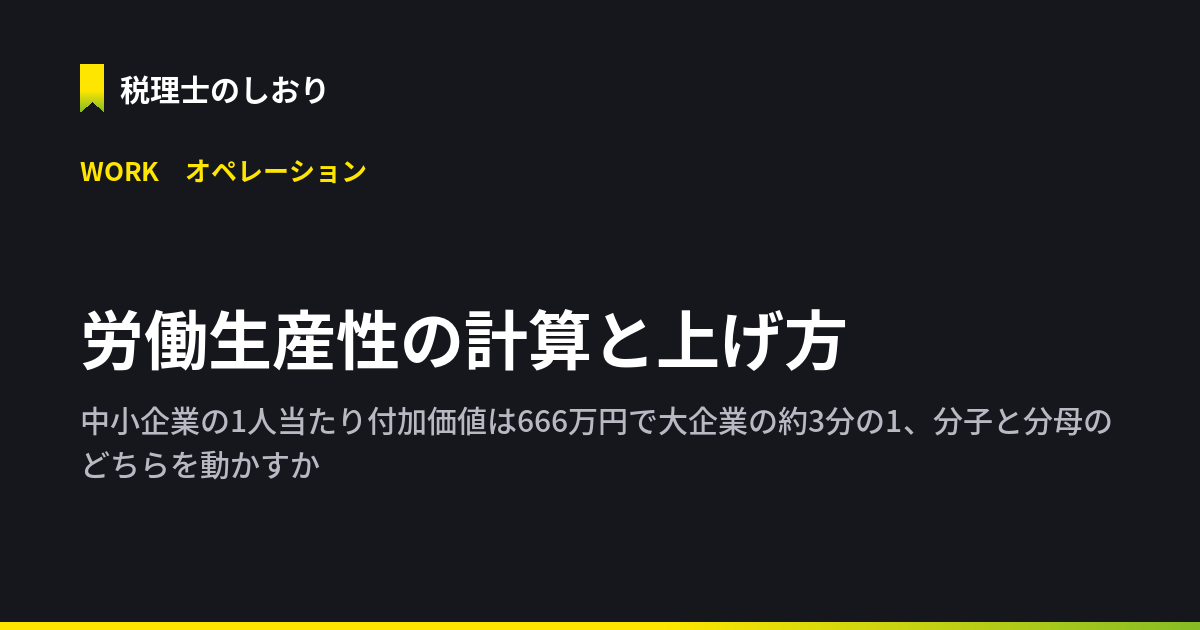 税理士のしおり
WORK　オペレーション
労働生産性の計算と上げ方
中小企業の1人当たり付加価値は666万円で大企業の約3分の1、分子と分母の
どちらを動かすか